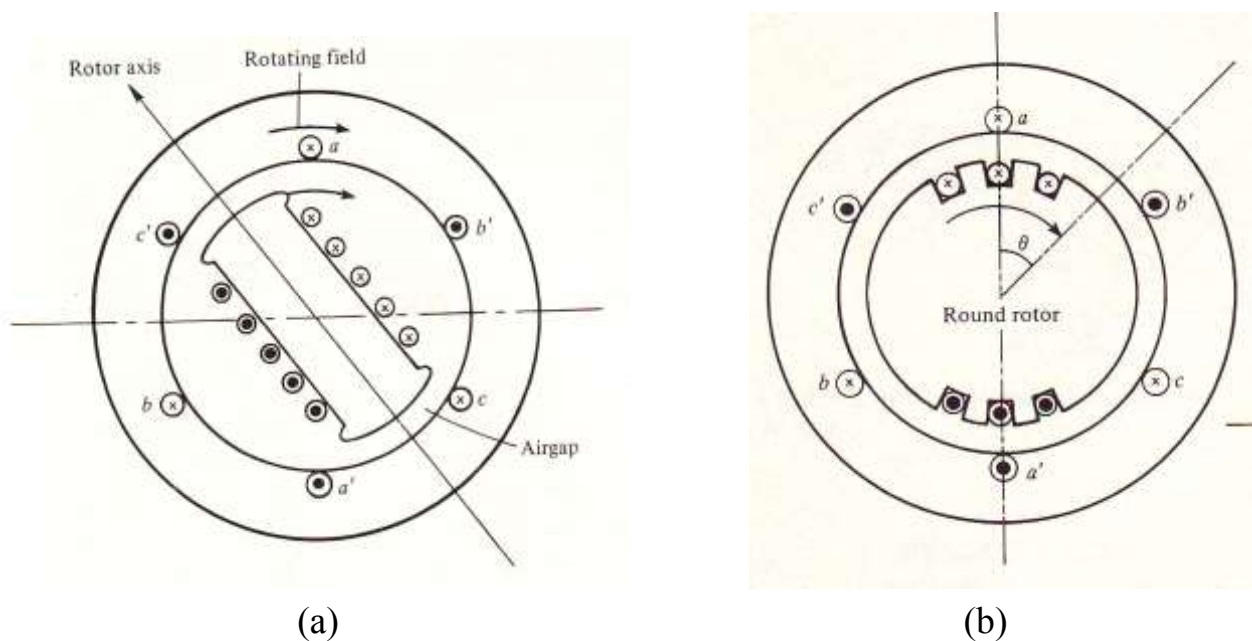 Rotor axis
Rotating field
a
c'
b'
b
c
Airgap
a'
(a)
a
c'
b'
θ
Round rotor
b
c
a'
(b)